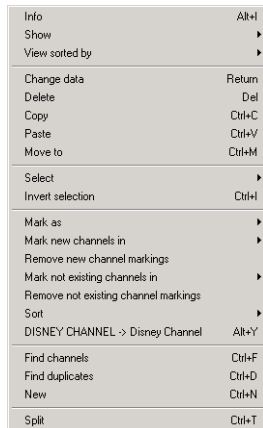 Info Alt+I
Show
View sorted by
Change data Return
Delete Del
Copy Ctrl+C
Paste Ctrl+V
Move to Ctrl+M
Select
Invert selection Ctrl+I
Mark as
Mark new channels in
Remove new channel markings
Mark not existing channels in
Remove not existing channel markings
Sort
DISNEY CHANNEL -> Disney Channel Alt+Y
Find channels Ctrl+F
Find duplicates Ctrl+D
New Ctrl+N
Split Ctrl+T